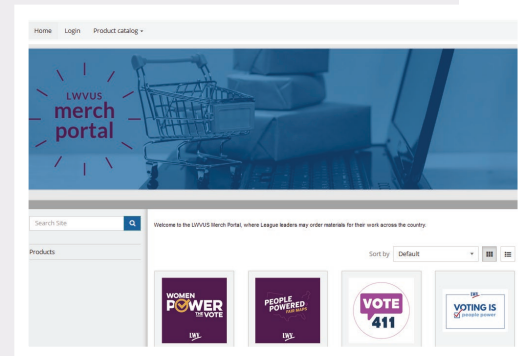 Home Login Product catalog
LWVUS
merch
portal
Search Site
Products
Welcome to the LWVUS Merch Portal, where League leaders may order materials for their work across the country.
Sort by Default
WOMEN
POWER
THE VOTE
LWV
PEOPLE
POWERED
FAIR MAPS
LWV
VOTE
411
LWV
VOTING IS
people power